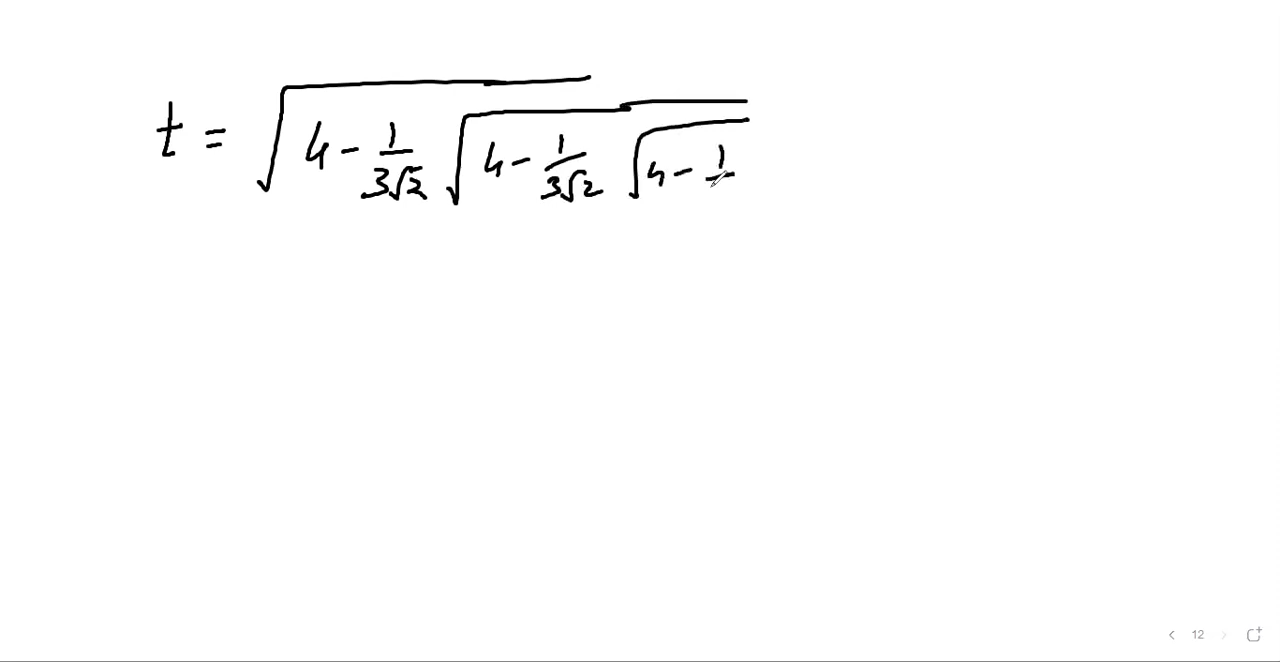 t = √(4 - 1/(3√2) √(4 - 1/(3√2) √(4 - 1/
12